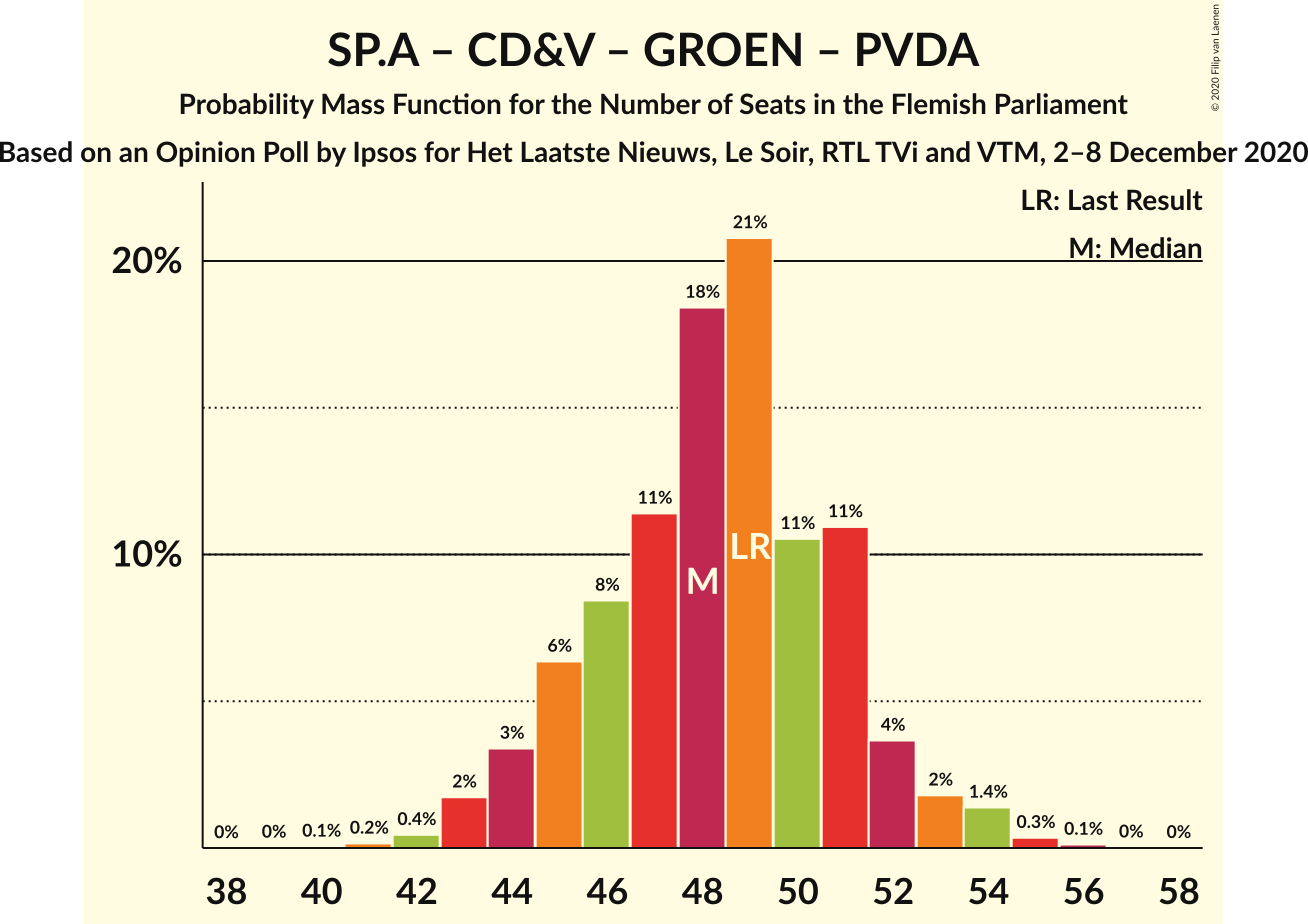 SP.A – CD&V – GROEN – PVDA
Probability Mass Function for the Number of Seats in the Flemish Parliament
Based on an Opinion Poll by Ipsos for Het Laatste Nieuws, Le Soir, RTL TVi and VTM, 2–8 December 2020
© 2020 Filip van Laenen
LR: Last Result
M: Median
20%
10%
0% 0% 0.1% 0.2% 0.4% 2% 3% 6% 8% 11% 18% 21% 11% 11% 4% 2% 1.4% 0.3% 0.1% 0% 0%
M LR
38 40 42 44 46 48 50 52 54 56 58